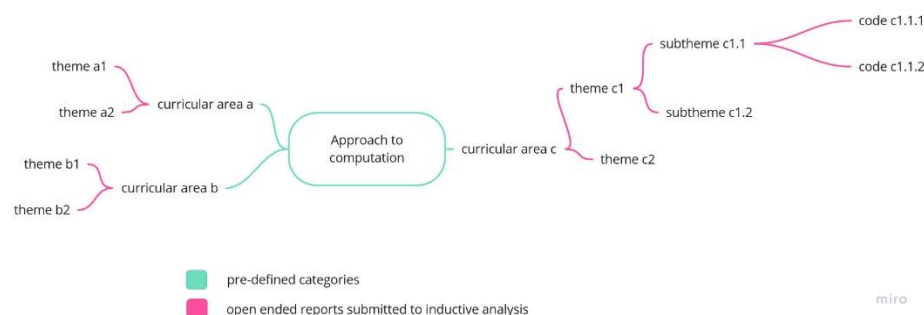 code c1.1.1
subtheme c1.1
theme a1
code c1.1.2
theme c1
curricular area a
theme a2
subtheme c1.2
Approach to
computation
curricular area c
theme c2
theme b1
curricular area b
theme b2
pre-defined categories
open ended reports submitted to inductive analysis
miro